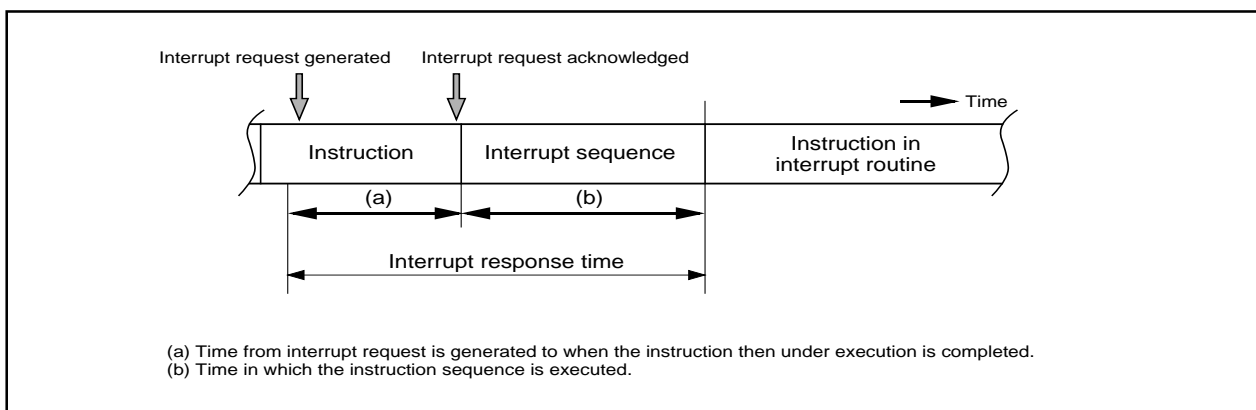 Interrupt request generated
Interrupt request acknowledged
Time
Instruction
Interrupt sequence
Instruction in
interrupt routine
(a)
(b)
Interrupt response time
(a) Time from interrupt request is generated to when the instruction then under execution is completed.
(b) Time in which the instruction sequence is executed.